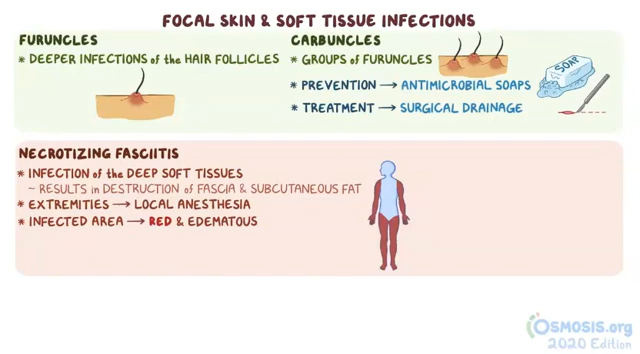 FOCAL SKIN & SOFT TISSUE INFECTIONS
FURUNCLES
* DEEPER INFECTIONS of the HAIR FOLLICLES
CARBUNCLES
* GROUPS of FURUNCLES
* PREVENTION → ANTIMICROBIAL SOAPS
* TREATMENT → SURGICAL DRAINAGE
SOAP
NECROTIZING FASCIITIS
* INFECTION of the DEEP SOFT TISSUES
~ RESULTS in DESTRUCTION of FASCIA & SUBCUTANEOUS FAT
* EXTREMITIES → LOCAL ANESTHESIA
* INFECTED AREA → RED & EDEMATOUS
OSMOSIS.org
2020 Edition